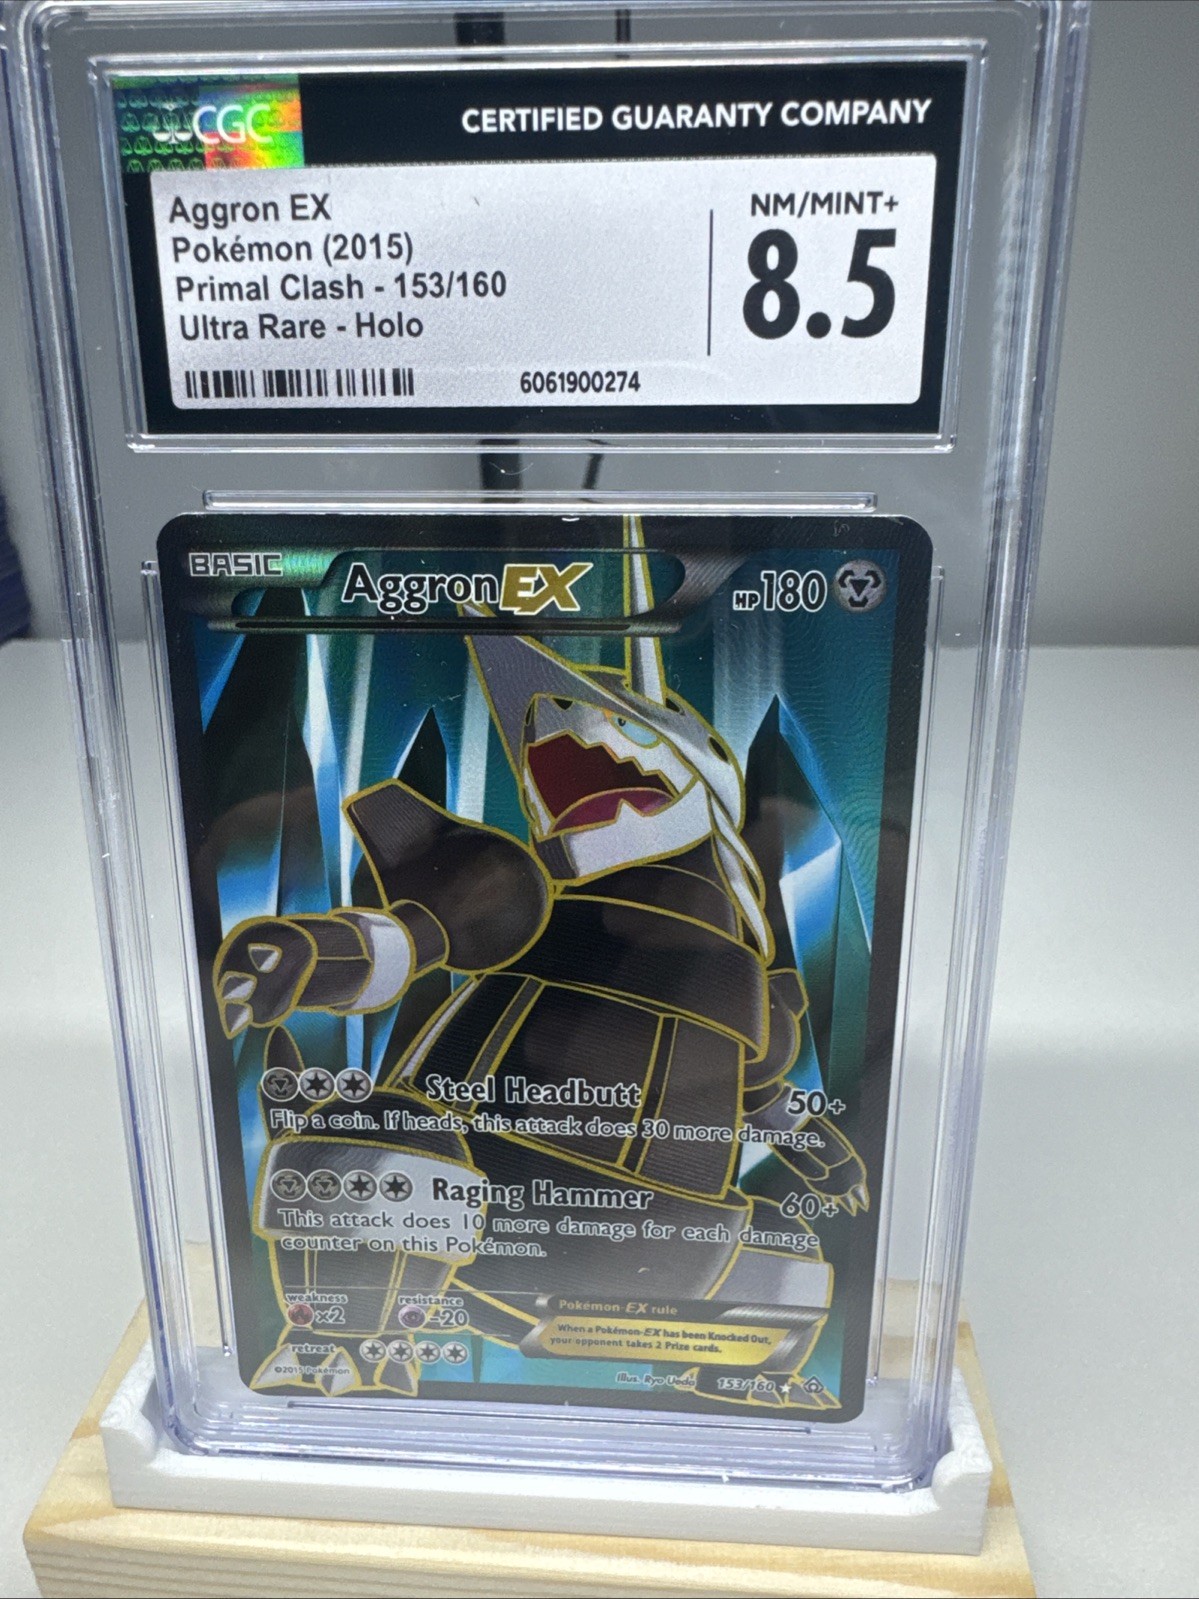 CGC
CERTIFIED GUARANTY COMPANY
Aggron EX
Pokémon (2015)
Primal Clash - 153/160
Ultra Rare - Holo
NM/MINT+
8.5
6061900274
BASIC
Aggron EX
HP180
Steel Headbutt 50+
Flip a coin. If heads, this attack does 30 more damage.
Raging Hammer 60+
This attack does 10 more damage for each damage
counter on this Pokémon.
weakness
×2
resistance
-20
retreat
©2015 Pokémon
Pokémon-EX rule
When a Pokémon-EX has been Knocked Out,
your opponent takes 2 Prize cards.
Illus. Ryo Ueda
153/160